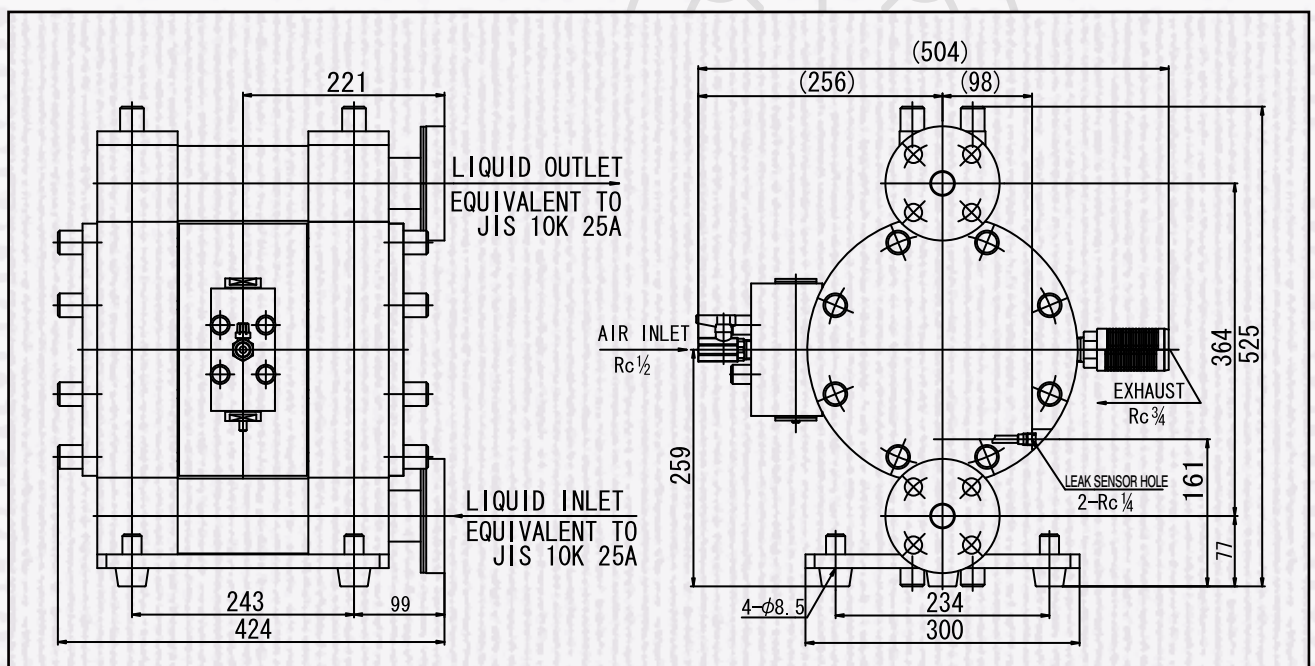 221
LIQUID OUTLET
EQUIVALENT TO
JIS 10K 25A
LIQUID INLET
EQUIVALENT TO
JIS 10K 25A
243
99
424
(504)
(256)
(98)
AIR INLET
Rc½
259
364
525
EXHAUST
Rc¾
LEAK SENSOR HOLE
2-Rc¼
161
77
4-φ8.5
234
300